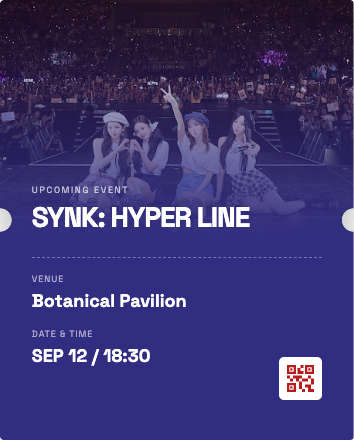 UPCOMING EVENT
SYNK: HYPER LINE
VENUE
Botanical Pavilion
DATE & TIME
SEP 12 / 18:30